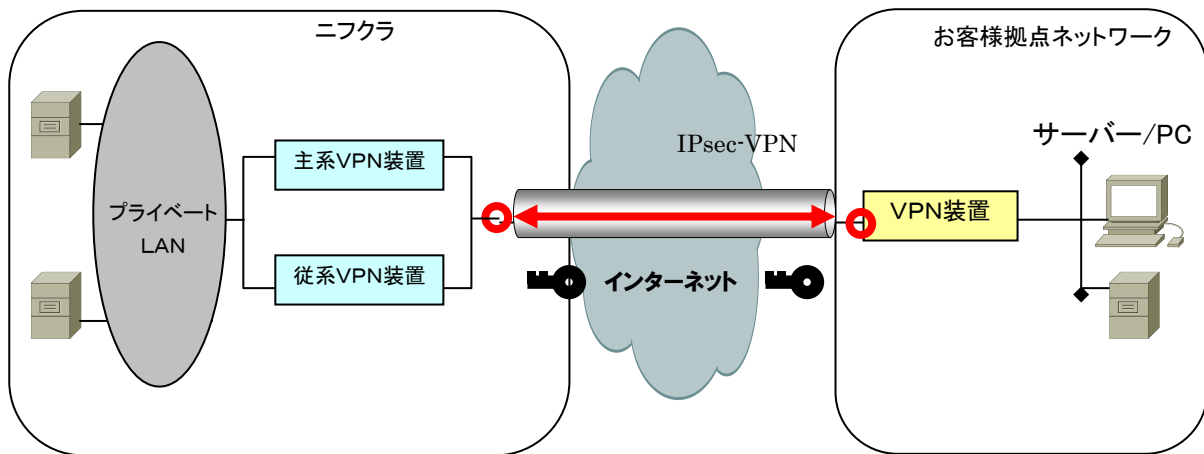 ニフクラ
お客様拠点ネットワーク
IPsec-VPN
サーバー/PC
主系VPN装置
プライベート
LAN
VPN装置
従系VPN装置
インターネット